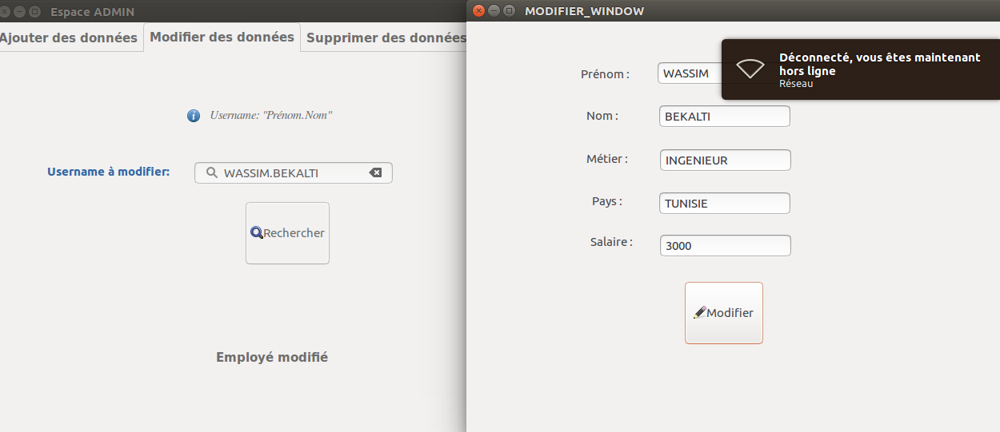 Espace ADMIN
Ajouter des données
Modifier des données
Supprimer des données
Username: "Prénom.Nom"
Username à modifier:
WASSIM.BEKALTI
Rechercher
Employé modifié
MODIFIER_WINDOW
Déconnecté, vous êtes maintenant
hors ligne
Réseau
Prénom :
WASSIM
Nom :
BEKALTI
Métier :
INGENIEUR
Pays :
TUNISIE
Salaire :
3000
Modifier